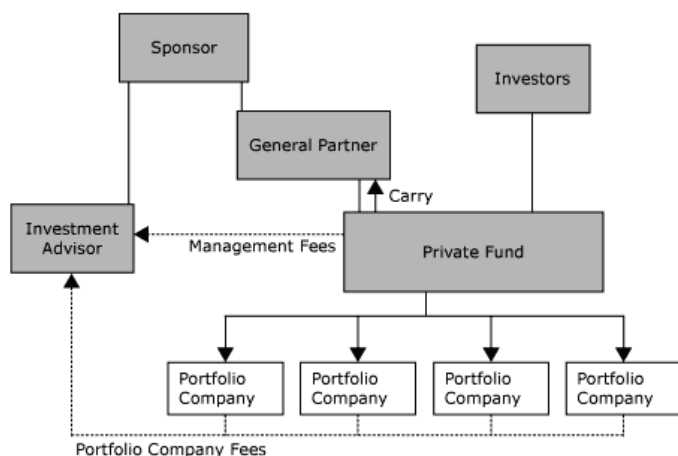 Sponsor
Investors
General Partner
Carry
Investment
Advisor
Management Fees
Private Fund
Portfolio
Company
Portfolio
Company
Portfolio
Company
Portfolio
Company
Portfolio Company Fees